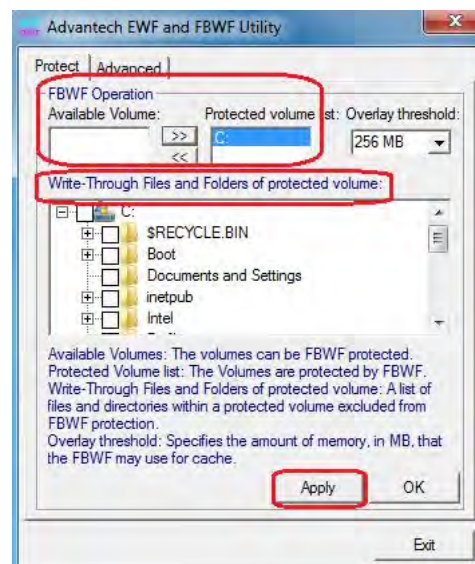 Advantech EWF and FBWF Utility
Protect Advanced
FBWF Operation
Available Volume: Protected volume st: Overlay threshold:
>> C: 256 MB
<<
Write-Through Files and Folders of protected volume:
C:
$RECYCLE.BIN
Boot
Documents and Settings
inetpub
Intel
Available Volumes: The volumes can be FBWF protected.
Protected Volume list: The Volumes are protected by FBWF.
Write-Through Files and Folders of protected volume: A list of
files and directories within a protected volume excluded from
FBWF protection.
Overlay threshold: Specifies the amount of memory, in MB, that
the FBWF may use for cache.
Apply OK
Exit